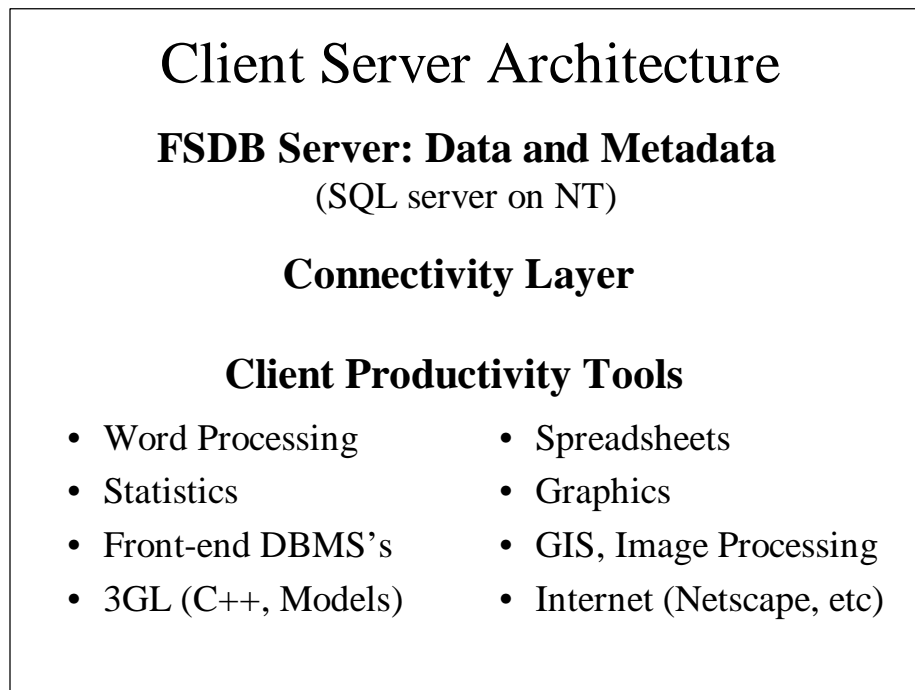 Client Server Architecture
FSDB Server: Data and Metadata
(SQL server on NT)
Connectivity Layer
Client Productivity Tools
• Word Processing
• Statistics
• Front-end DBMS’s
• 3GL (C++, Models)
• Spreadsheets
• Graphics
• GIS, Image Processing
• Internet (Netscape, etc)